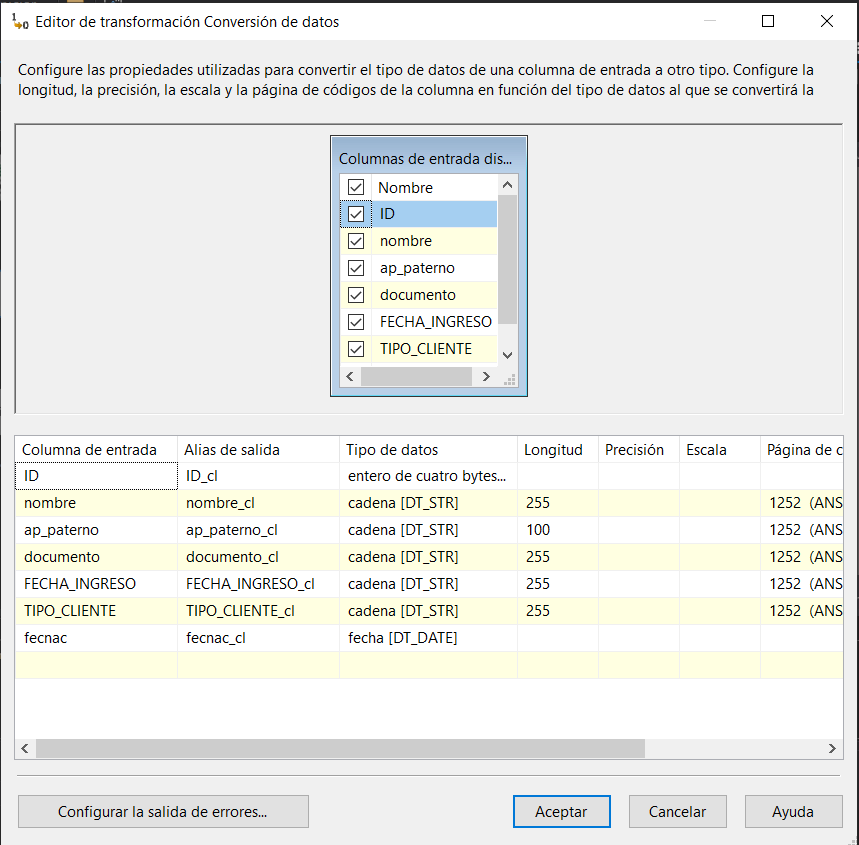 Editor de transformación Conversión de datos
Configure las propiedades utilizadas para convertir el tipo de datos de una columna de entrada a otro tipo. Configure la
longitud, la precisión, la escala y la página de códigos de la columna en función del tipo de datos al que se convertirá la
Columnas de entrada dis...
Nombre
ID
nombre
ap_paterno
documento
FECHA_INGRESO
TIPO_CLIENTE
Columna de entrada Alias de salida Tipo de datos Longitud Precisión Escala Página de c
ID ID_cl entero de cuatro bytes...
nombre nombre_cl cadena [DT_STR] 255 1252 (ANS
ap_paterno ap_paterno_cl cadena [DT_STR] 100 1252 (ANS
documento documento_cl cadena [DT_STR] 255 1252 (ANS
FECHA_INGRESO FECHA_INGRESO_cl cadena [DT_STR] 255 1252 (ANS
TIPO_CLIENTE TIPO_CLIENTE_cl cadena [DT_STR] 255 1252 (ANS
fecnac fecnac_cl fecha [DT_DATE]
Configurar la salida de errores... Aceptar Cancelar Ayuda